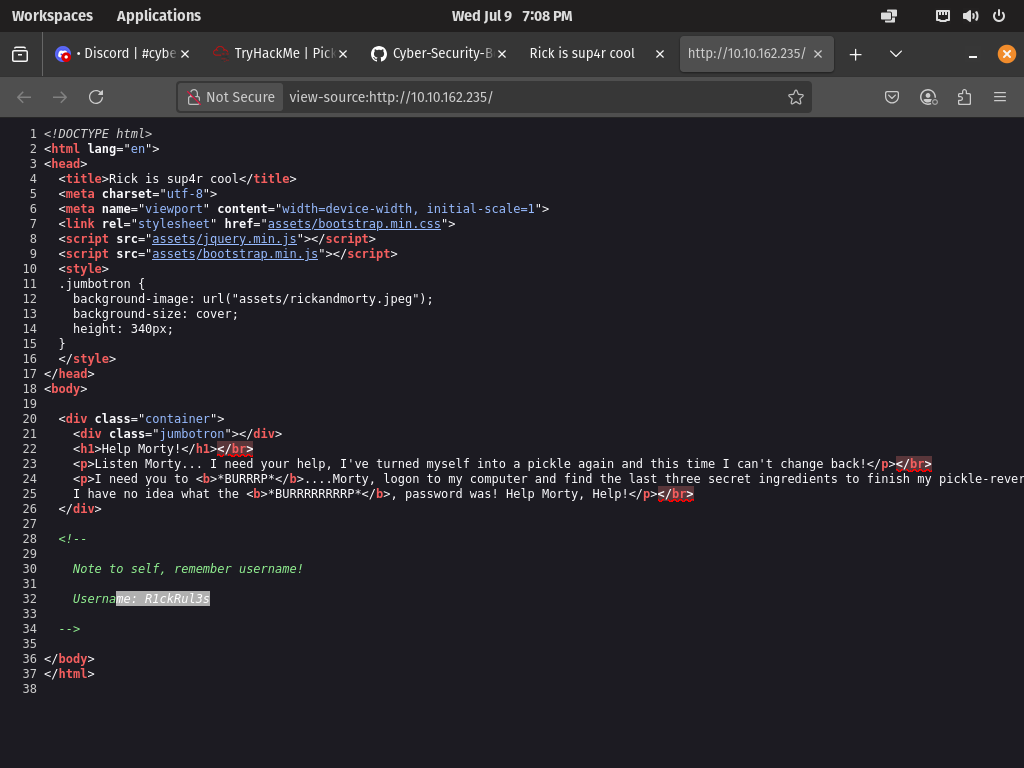 Workspaces Applications Wed Jul 9 7:08 PM
• Discord | #cybe TryHackMe | Pick Cyber-Security-B Rick is sup4r cool http://10.10.162.235/
Not Secure view-source:http://10.10.162.235/
1 <!DOCTYPE html>
2 <html lang="en">
3 <head>
4 <title>Rick is sup4r cool</title>
5 <meta charset="utf-8">
6 <meta name="viewport" content="width=device-width, initial-scale=1">
7 <link rel="stylesheet" href="assets/bootstrap.min.css">
8 <script src="assets/jquery.min.js"></script>
9 <script src="assets/bootstrap.min.js"></script>
10 <style>
11 .jumbotron {
12 background-image: url("assets/rickandmorty.jpeg");
13 background-size: cover;
14 height: 340px;
15 }
16 </style>
17 </head>
18 <body>
19
20 <div class="container">
21 <div class="jumbotron"></div>
22 <h1>Help Morty!</h1></br>
23 <p>Listen Morty... I need your help, I've turned myself into a pickle again and this time I can't change back!</p></br>
24 <p>I need you to <b>*BURRRP*</b>....Morty, logon to my computer and find the last three secret ingredients to finish my pickle-rever
25 I have no idea what the <b>*BURRRRRRRRP*</b>, password was! Help Morty, Help!</p></br>
26 </div>
27
28 <!--
29
30 Note to self, remember username!
31
32 Username: R1ckRul3s
33
34 -->
35
36 </body>
37 </html>
38